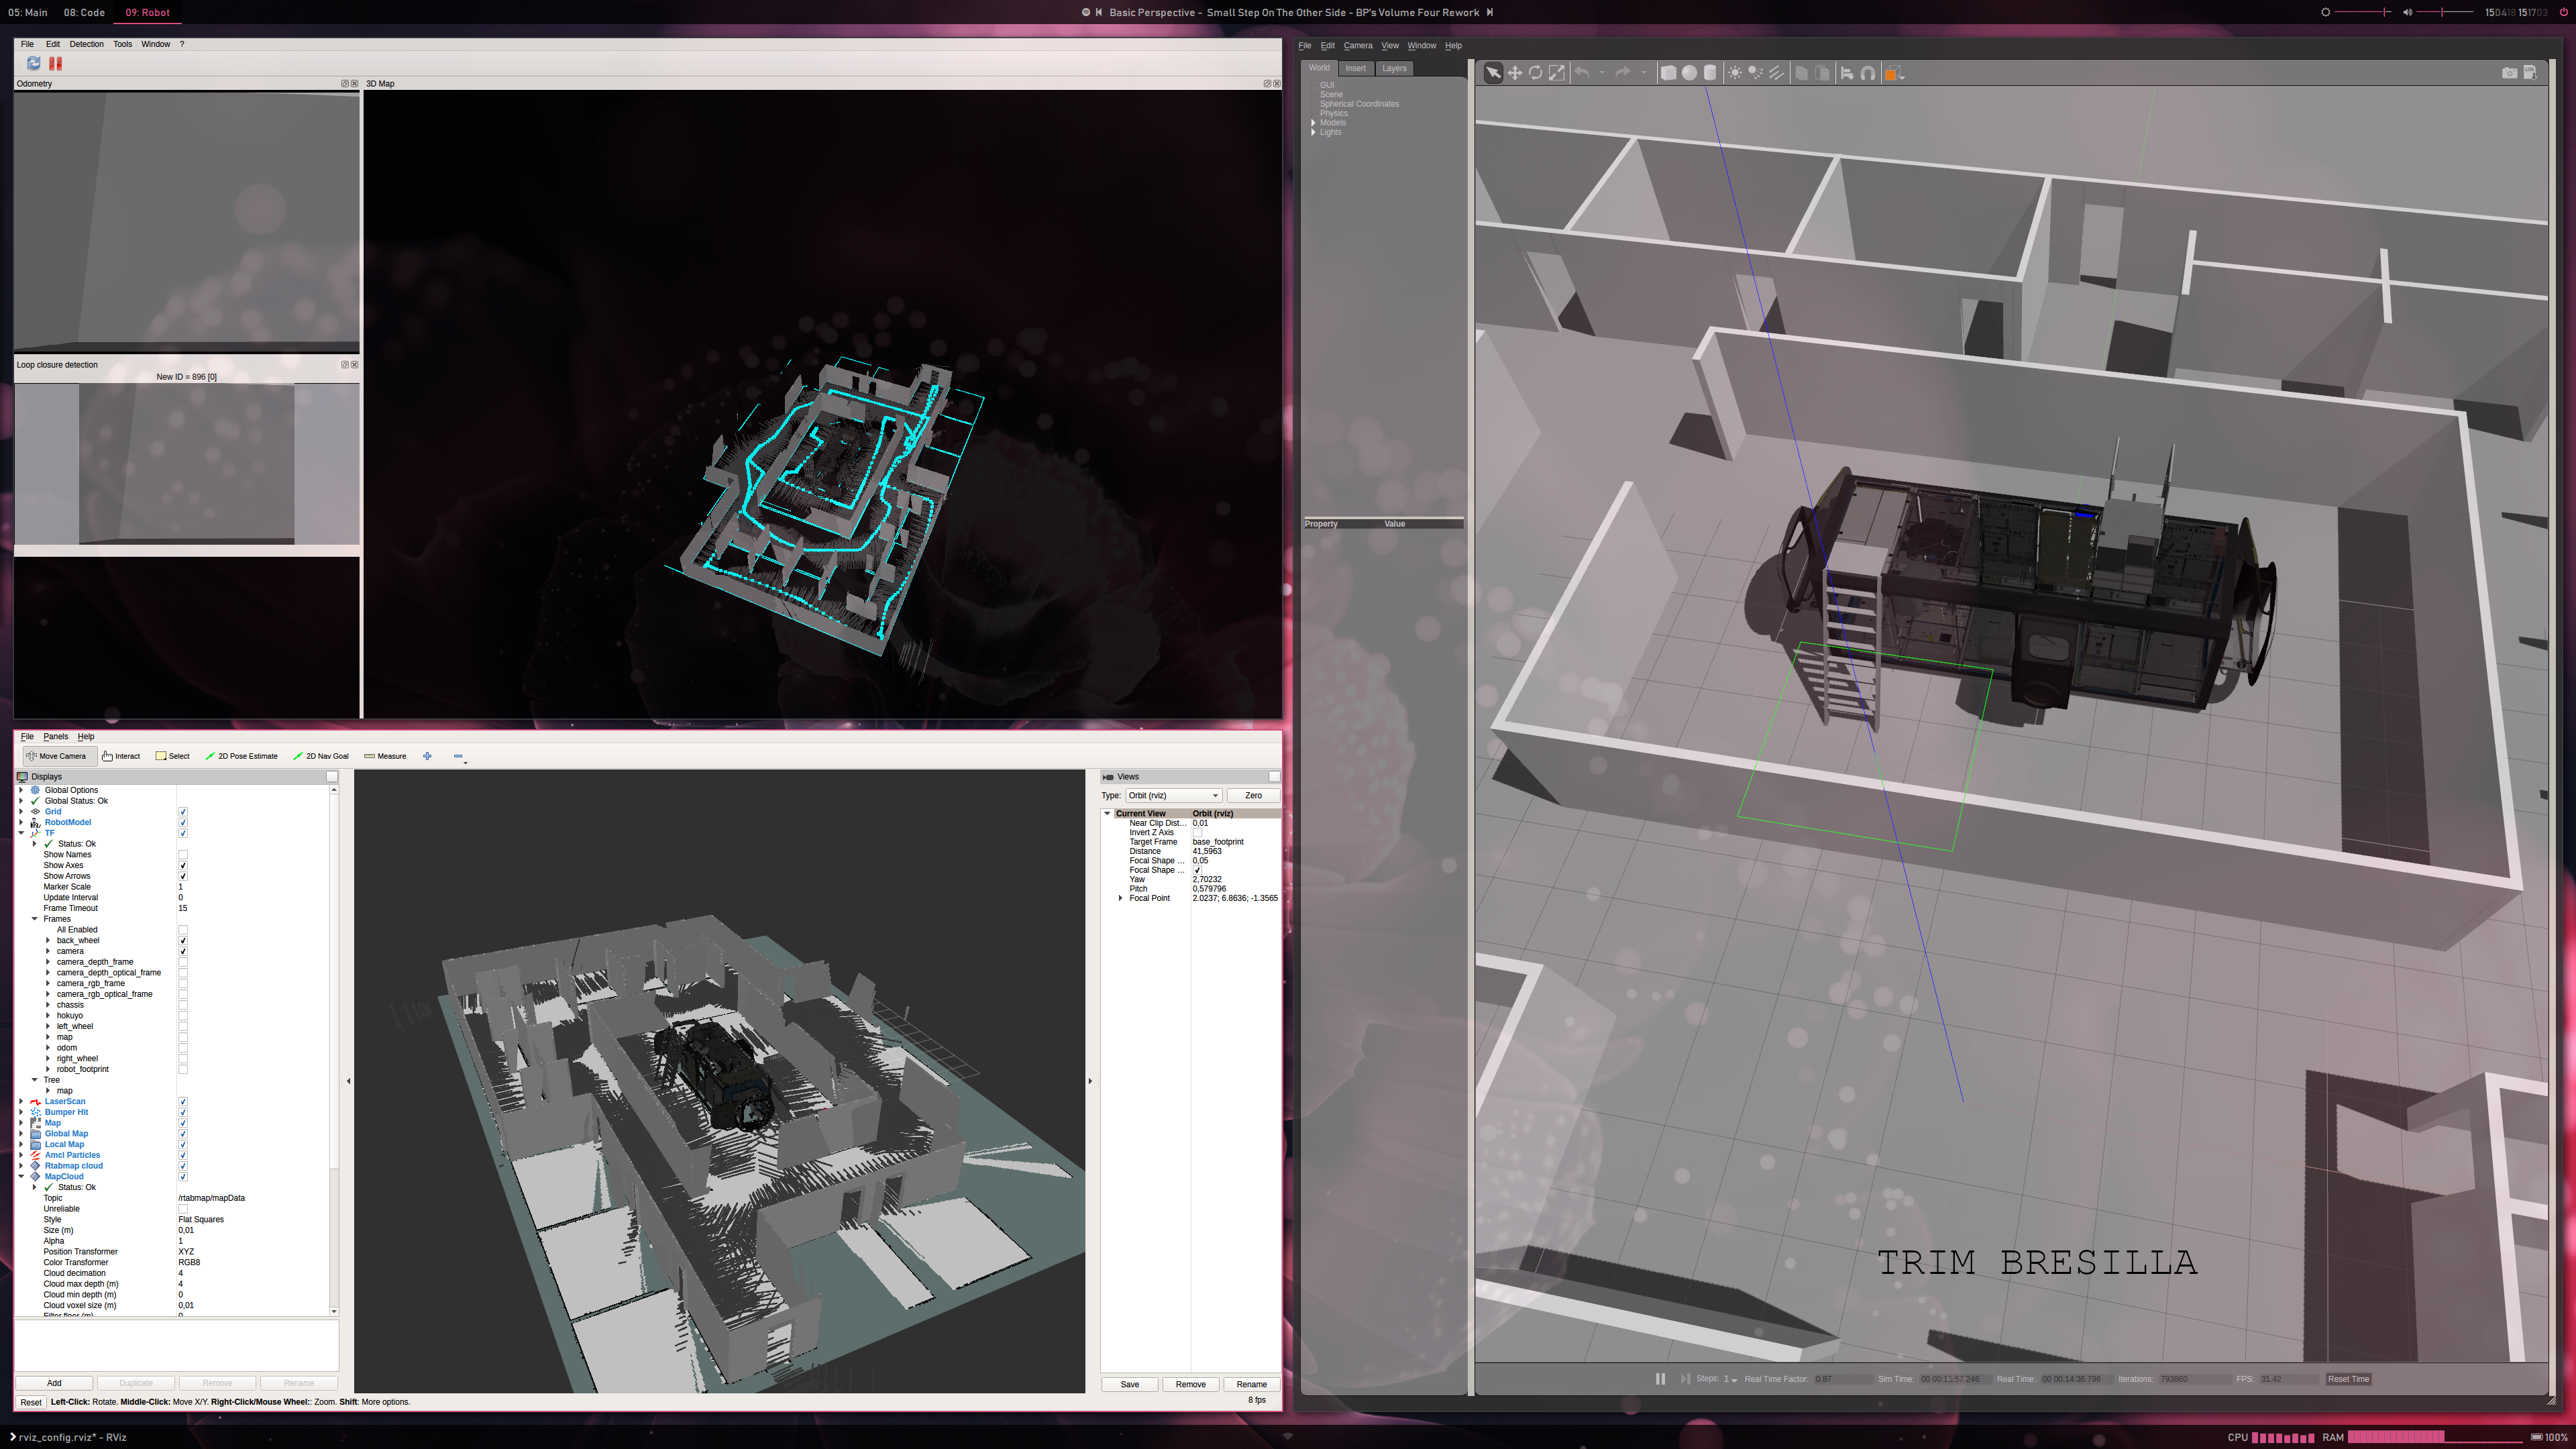 05: Main 08: Code 09: Robot
Basic Perspective - Small Step On The Other Side - BP's Volume Four Rework
150418 151703
File Edit Detection Tools Window ?
Odometry
3D Map
Loop closure detection
New ID = 896 [0]
File Panels Help
Move Camera Interact Select 2D Pose Estimate 2D Nav Goal Measure
Displays
Global Options
Global Status: Ok
Grid
RobotModel
TF
Status: Ok
Show Names
Show Axes
Show Arrows
Marker Scale 1
Update Interval 0
Frame Timeout 15
Frames
All Enabled
back_wheel
camera
camera_depth_frame
camera_depth_optical_frame
camera_rgb_frame
camera_rgb_optical_frame
chassis
hokuyo
left_wheel
map
odom
right_wheel
robot_footprint
Tree
map
LaserScan
Bumper Hit
Map
Global Map
Local Map
Amcl Particles
Rtabmap cloud
MapCloud
Status: Ok
Topic /rtabmap/mapData
Unreliable
Style Flat Squares
Size (m) 0,01
Alpha 1
Position Transformer XYZ
Color Transformer RGB8
Cloud decimation 4
Cloud max depth (m) 4
Cloud min depth (m) 0
Cloud voxel size (m) 0,01
Add Duplicate Remove Rename
Reset Left-Click: Rotate. Middle-Click: Move X/Y. Right-Click/Mouse Wheel:: Zoom. Shift: More options.
8 fps
Views
Type: Orbit (rviz) Zero
Current View Orbit (rviz)
Near Clip Dist... 0,01
Invert Z Axis
Target Frame base_footprint
Distance 41,5963
Focal Shape ... 0,05
Focal Shape ...
Yaw 2,70232
Pitch 0,579796
Focal Point 2.0237; 6.8636; -1.3565
Save Remove Rename
File Edit Camera View Window Help
World Insert Layers
GUI
Scene
Spherical Coordinates
Physics
Models
Lights
Property Value
TRIM BRESILLA
Steps: 1 Real Time Factor: 0.87 Sim Time: 00 00:15:57.246 Real Time: 00 00:14:36.796 Iterations: 793860 FPS: 31.42 Reset Time
rviz_config.rviz* - RViz
CPU RAM 100%